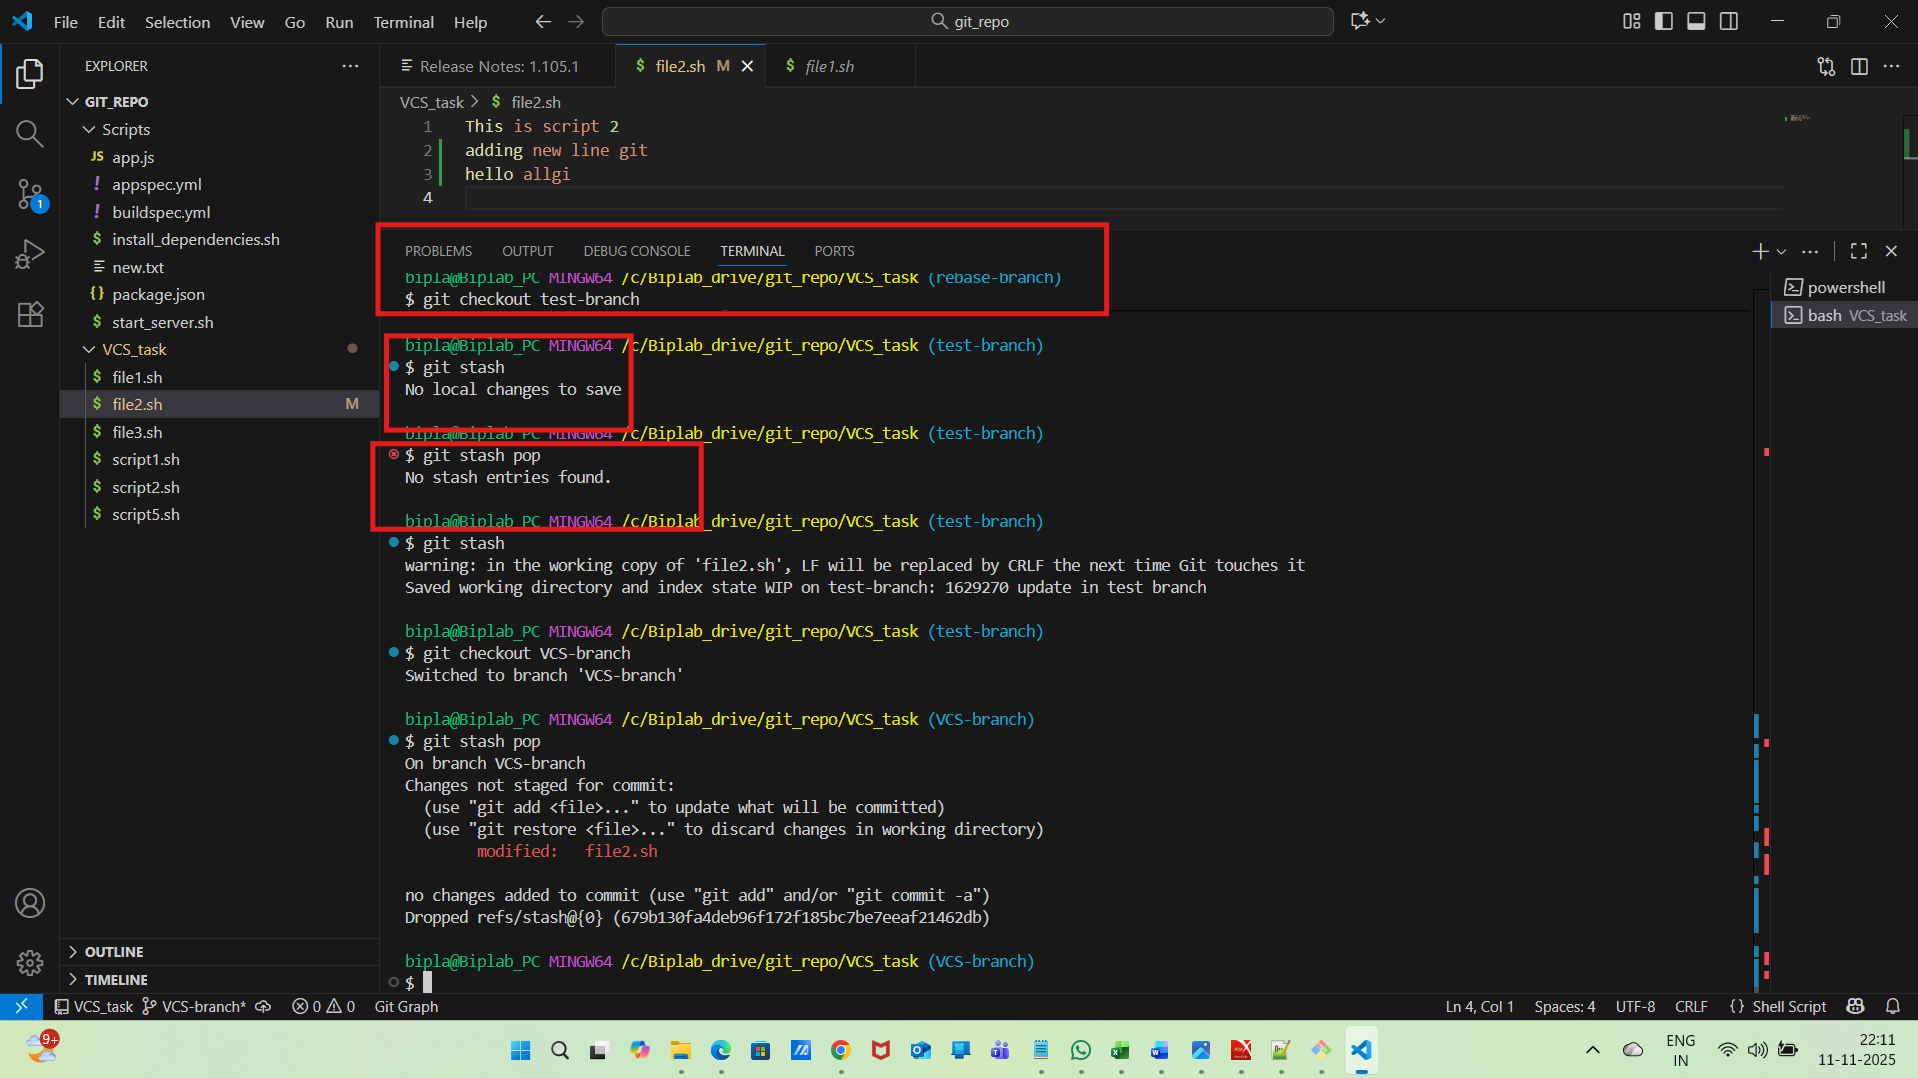 File Edit Selection View Go Run Terminal Help
git_repo
EXPLORER
GIT_REPO
Scripts
JS app.js
! appspec.yml
! buildspec.yml
$ install_dependencies.sh
new.txt
{} package.json
$ start_server.sh
VCS_task
$ file1.sh
$ file2.sh M
$ file3.sh
$ script1.sh
$ script2.sh
$ script5.sh
OUTLINE
TIMELINE
1
Release Notes: 1.105.1
$ file2.sh M
$ file1.sh
VCS_task > $ file2.sh
1 This is script 2
2 adding new line git
3 hello allgi
4
PROBLEMS OUTPUT DEBUG CONSOLE TERMINAL PORTS
powershell
bash VCS_task
bipla@Biplab_PC MINGW64 /c/Biplab_drive/git_repo/VCS_task (rebase-branch)
$ git checkout test-branch
bipla@Biplab_PC MINGW64 /c/Biplab_drive/git_repo/VCS_task (test-branch)
$ git stash
No local changes to save
bipla@Biplab_PC MINGW64 /c/Biplab_drive/git_repo/VCS_task (test-branch)
$ git stash pop
No stash entries found.
bipla@Biplab_PC MINGW64 /c/Biplab_drive/git_repo/VCS_task (test-branch)
$ git stash
warning: in the working copy of 'file2.sh', LF will be replaced by CRLF the next time Git touches it
Saved working directory and index state WIP on test-branch: 1629270 update in test branch
bipla@Biplab_PC MINGW64 /c/Biplab_drive/git_repo/VCS_task (test-branch)
$ git checkout VCS-branch
Switched to branch 'VCS-branch'
bipla@Biplab_PC MINGW64 /c/Biplab_drive/git_repo/VCS_task (VCS-branch)
$ git stash pop
On branch VCS-branch
Changes not staged for commit:
(use "git add <file>..." to update what will be committed)
(use "git restore <file>..." to discard changes in working directory)
modified: file2.sh
no changes added to commit (use "git add" and/or "git commit -a")
Dropped refs/stash@{0} (679b130fa4deb96f172f185bc7be7eeaf21462db)
bipla@Biplab_PC MINGW64 /c/Biplab_drive/git_repo/VCS_task (VCS-branch)
$
VCS_task VCS-branch* 0 0 Git Graph
Ln 4, Col 1 Spaces: 4 UTF-8 CRLF {} Shell Script
9+
ENG
IN
22:11
11-11-2025